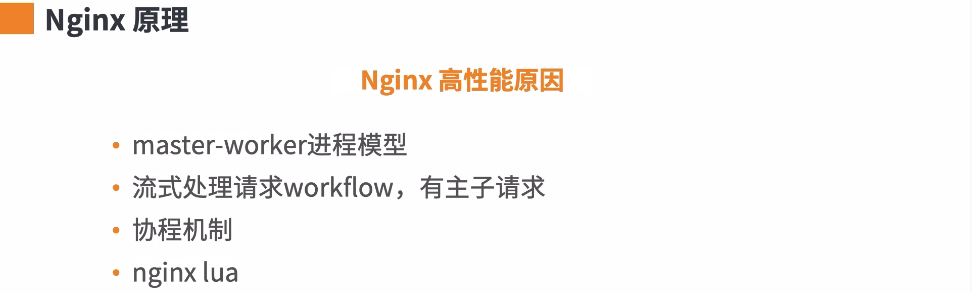 Nginx 原理
Nginx 高性能原因
• master-worker进程模型
• 流式处理请求workflow，有主子请求
• 协程机制
• nginx lua